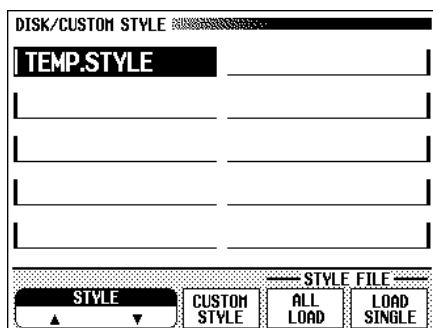 DISK/CUSTOM STYLE
TEMP.STYLE
STYLE FILE
STYLE
▲ ▼
CUSTOM STYLE
ALL LOAD
LOAD SINGLE